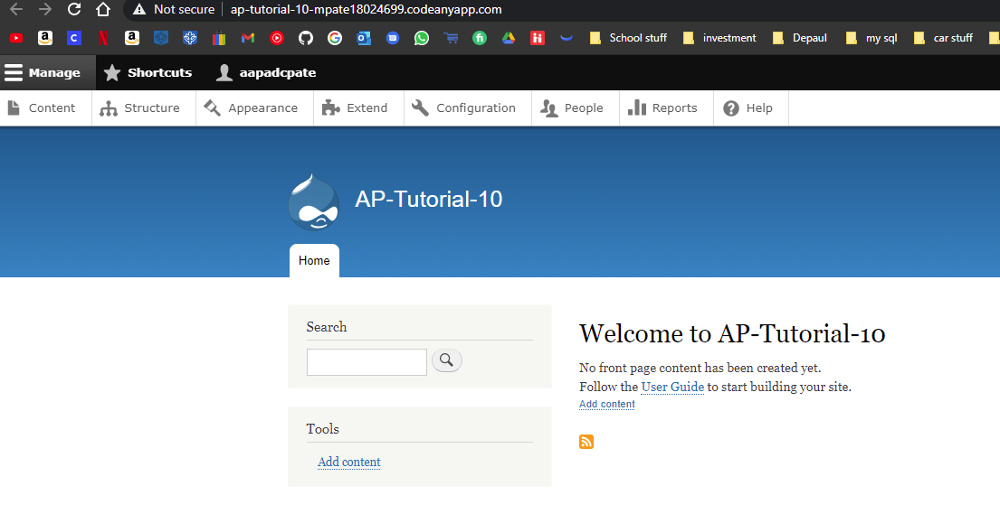 Not secure | ap-tutorial-10-mpate18024699.codeanyapp.com
School stuff investment Depaul my sql car stuff
Manage Shortcuts aapadcpate
Content Structure Appearance Extend Configuration People Reports Help
AP-Tutorial-10
Home
Search
Tools
Add content
Welcome to AP-Tutorial-10
No front page content has been created yet.
Follow the User Guide to start building your site.
Add content